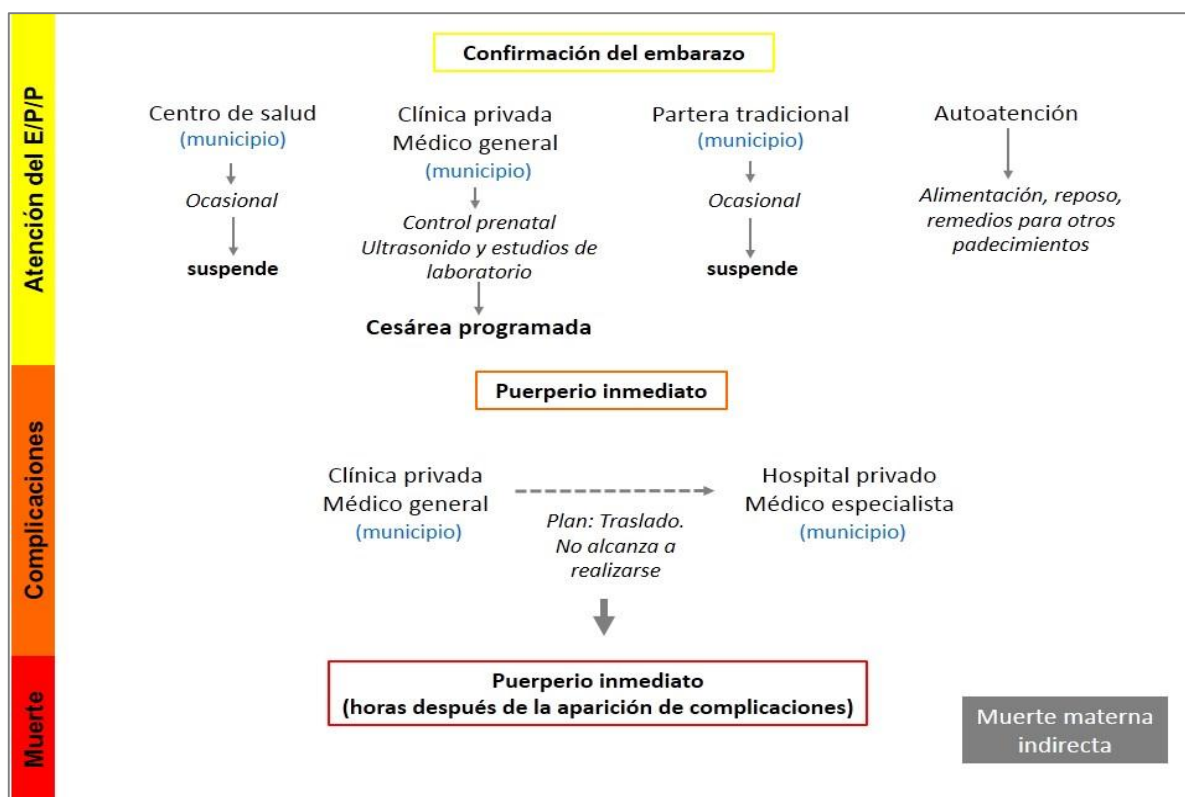 Atención del E/P/P
Confirmación del embarazo
Centro de salud
(municipio)
Ocasional
suspende
Clínica privada
Médico general
(municipio)
Control prenatal
Ultrasonido y estudios de
laboratorio
Cesárea programada
Partera tradicional
(municipio)
Ocasional
suspende
Autoatención
Alimentación, reposo,
remedios para otros
padecimientos
Complicaciones
Puerperio inmediato
Clínica privada
Médico general
(municipio)
Plan: Traslado.
No alcanza a
realizarse
Hospital privado
Médico especialista
(municipio)
Muerte
Puerperio inmediato
(horas después de la aparición de complicaciones)
Muerte materna
indirecta